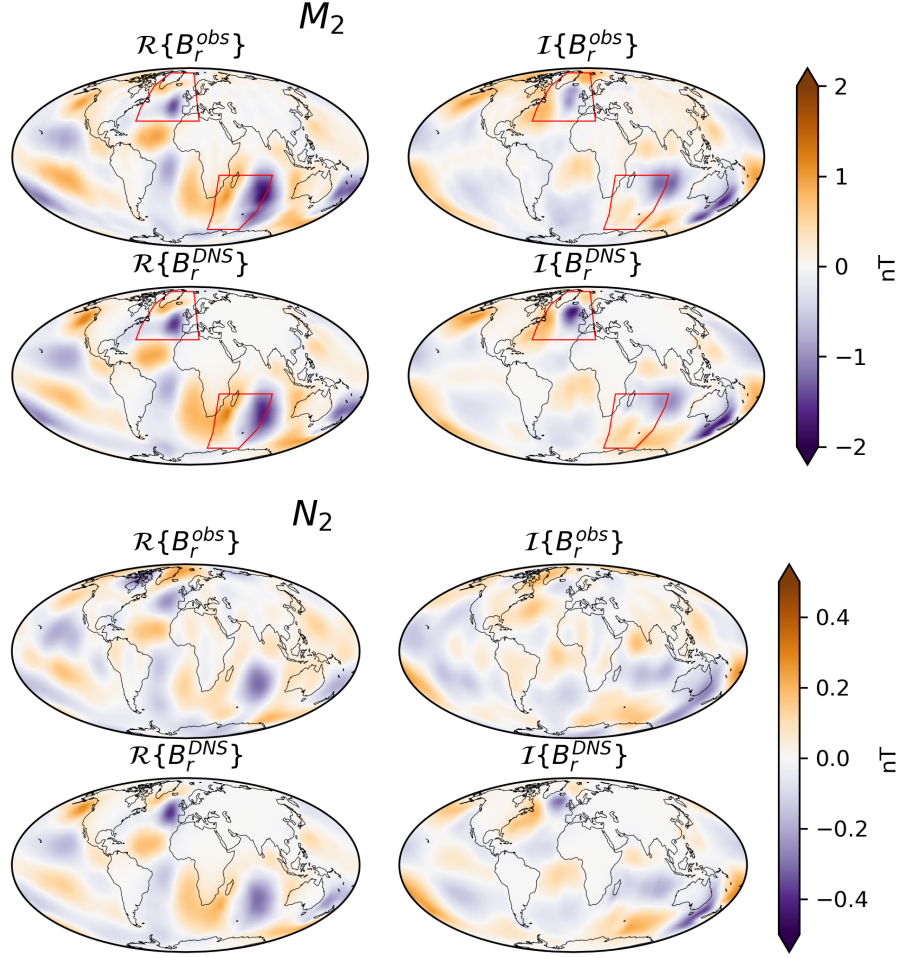 M₂
ℛ{B_r^{obs}} ℐ{B_r^{obs}}
2
1
0
−1
−2
nT
ℛ{B_r^{DNS}} ℐ{B_r^{DNS}}
N₂
ℛ{B_r^{obs}} ℐ{B_r^{obs}}
0.4
0.2
0.0
−0.2
−0.4
nT
ℛ{B_r^{DNS}} ℐ{B_r^{DNS}}